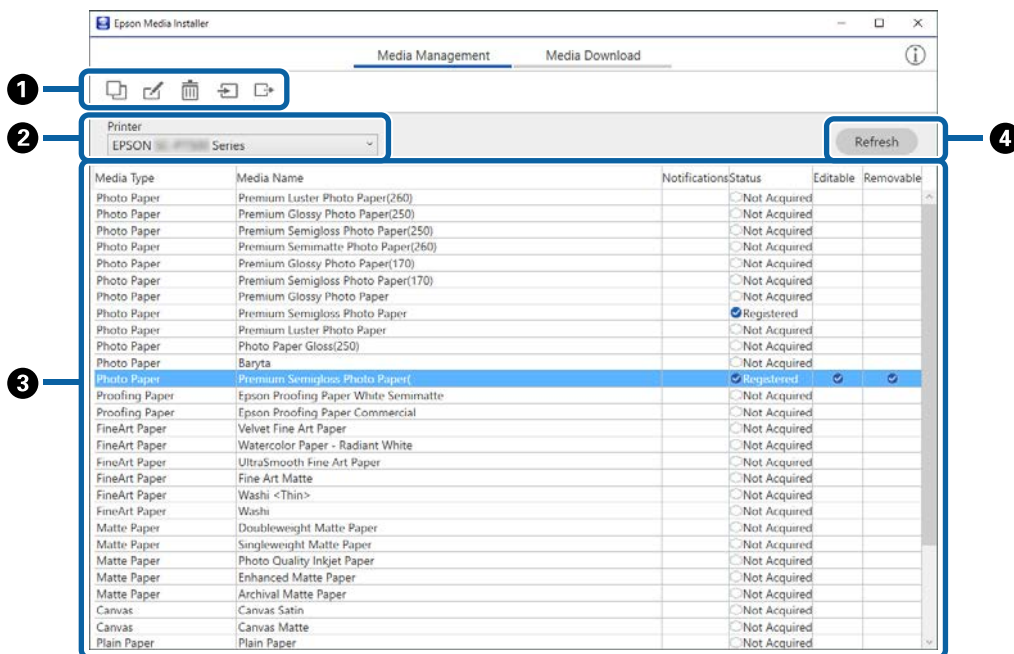 Epson Media Installer
Media Management Media Download
1
2
Printer
EPSON Series
Refresh
4
Media Type Media Name Notifications Status Editable Removable
Photo Paper Premium Luster Photo Paper(260) Not Acquired
Photo Paper Premium Glossy Photo Paper(250) Not Acquired
Photo Paper Premium Semigloss Photo Paper(250) Not Acquired
Photo Paper Premium Semimatte Photo Paper(260) Not Acquired
Photo Paper Premium Glossy Photo Paper(170) Not Acquired
Photo Paper Premium Semigloss Photo Paper(170) Not Acquired
Photo Paper Premium Glossy Photo Paper Not Acquired
Photo Paper Premium Semigloss Photo Paper Registered
Photo Paper Premium Luster Photo Paper Not Acquired
Photo Paper Photo Paper Gloss(250) Not Acquired
Photo Paper Baryta Not Acquired
3
Photo Paper Premium Semigloss Photo Paper( Registered
Proofing Paper Epson Proofing Paper White Semimatte Not Acquired
Proofing Paper Epson Proofing Paper Commercial Not Acquired
FineArt Paper Velvet Fine Art Paper Not Acquired
FineArt Paper Watercolor Paper - Radiant White Not Acquired
FineArt Paper UltraSmooth Fine Art Paper Not Acquired
FineArt Paper Fine Art Matte Not Acquired
FineArt Paper Washi <Thin> Not Acquired
FineArt Paper Washi Not Acquired
Matte Paper Doubleweight Matte Paper Not Acquired
Matte Paper Singleweight Matte Paper Not Acquired
Matte Paper Photo Quality Inkjet Paper Not Acquired
Matte Paper Enhanced Matte Paper Not Acquired
Matte Paper Archival Matte Paper Not Acquired
Canvas Canvas Satin Not Acquired
Canvas Canvas Matte Not Acquired
Plain Paper Plain Paper Not Acquired